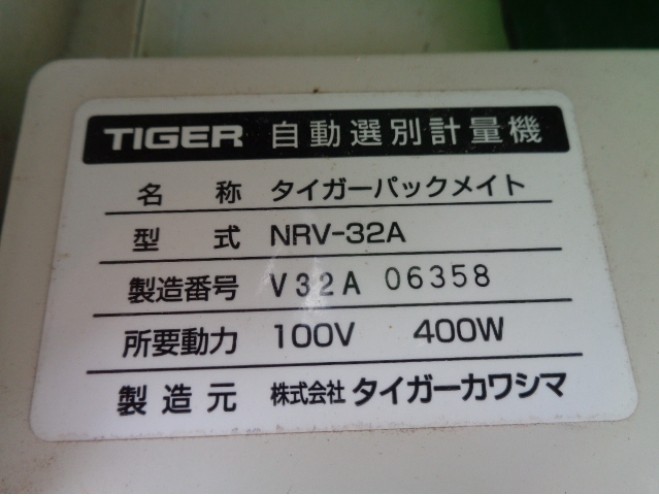 TIGER 自動選別計量機
名 称 タイガーパックメイト
型 式 NRV-32A
製造番号 V32A 06358
所要動力 100V 400W
製造元 株式会社 タイガーカワシマ